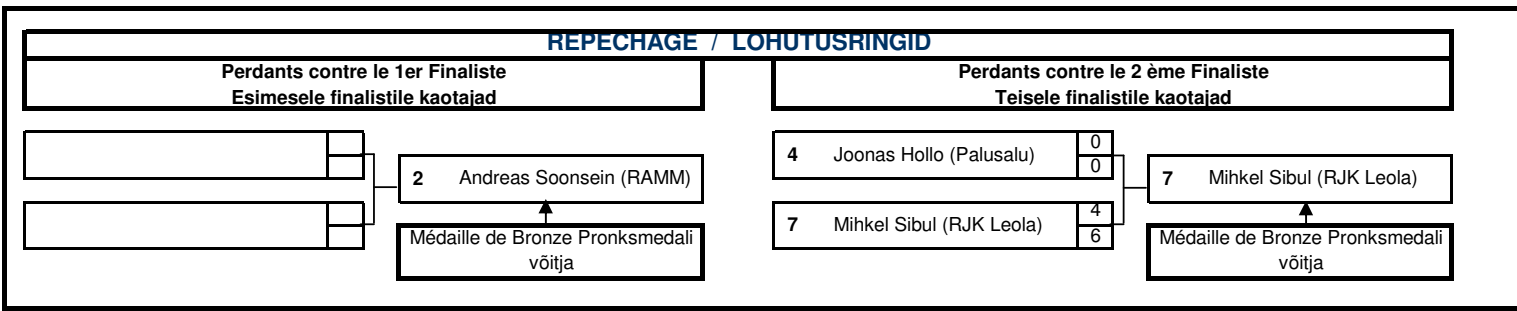 REPECHAGE / LOHUTUSRINGID
Perdants contre le 1er Finaliste
Esimesele finalistile kaotajad
Perdants contre le 2 ème Finaliste
Teisele finalistile kaotajad
2 Andreas Soonsein (RAMM)
Médaille de Bronze Pronksmedali
võitja
4 Joonas Hollo (Palusalu) 0
0
7 Mihkel Sibul (RJK Leola) 4
6
7 Mihkel Sibul (RJK Leola)
Médaille de Bronze Pronksmedali
võitja